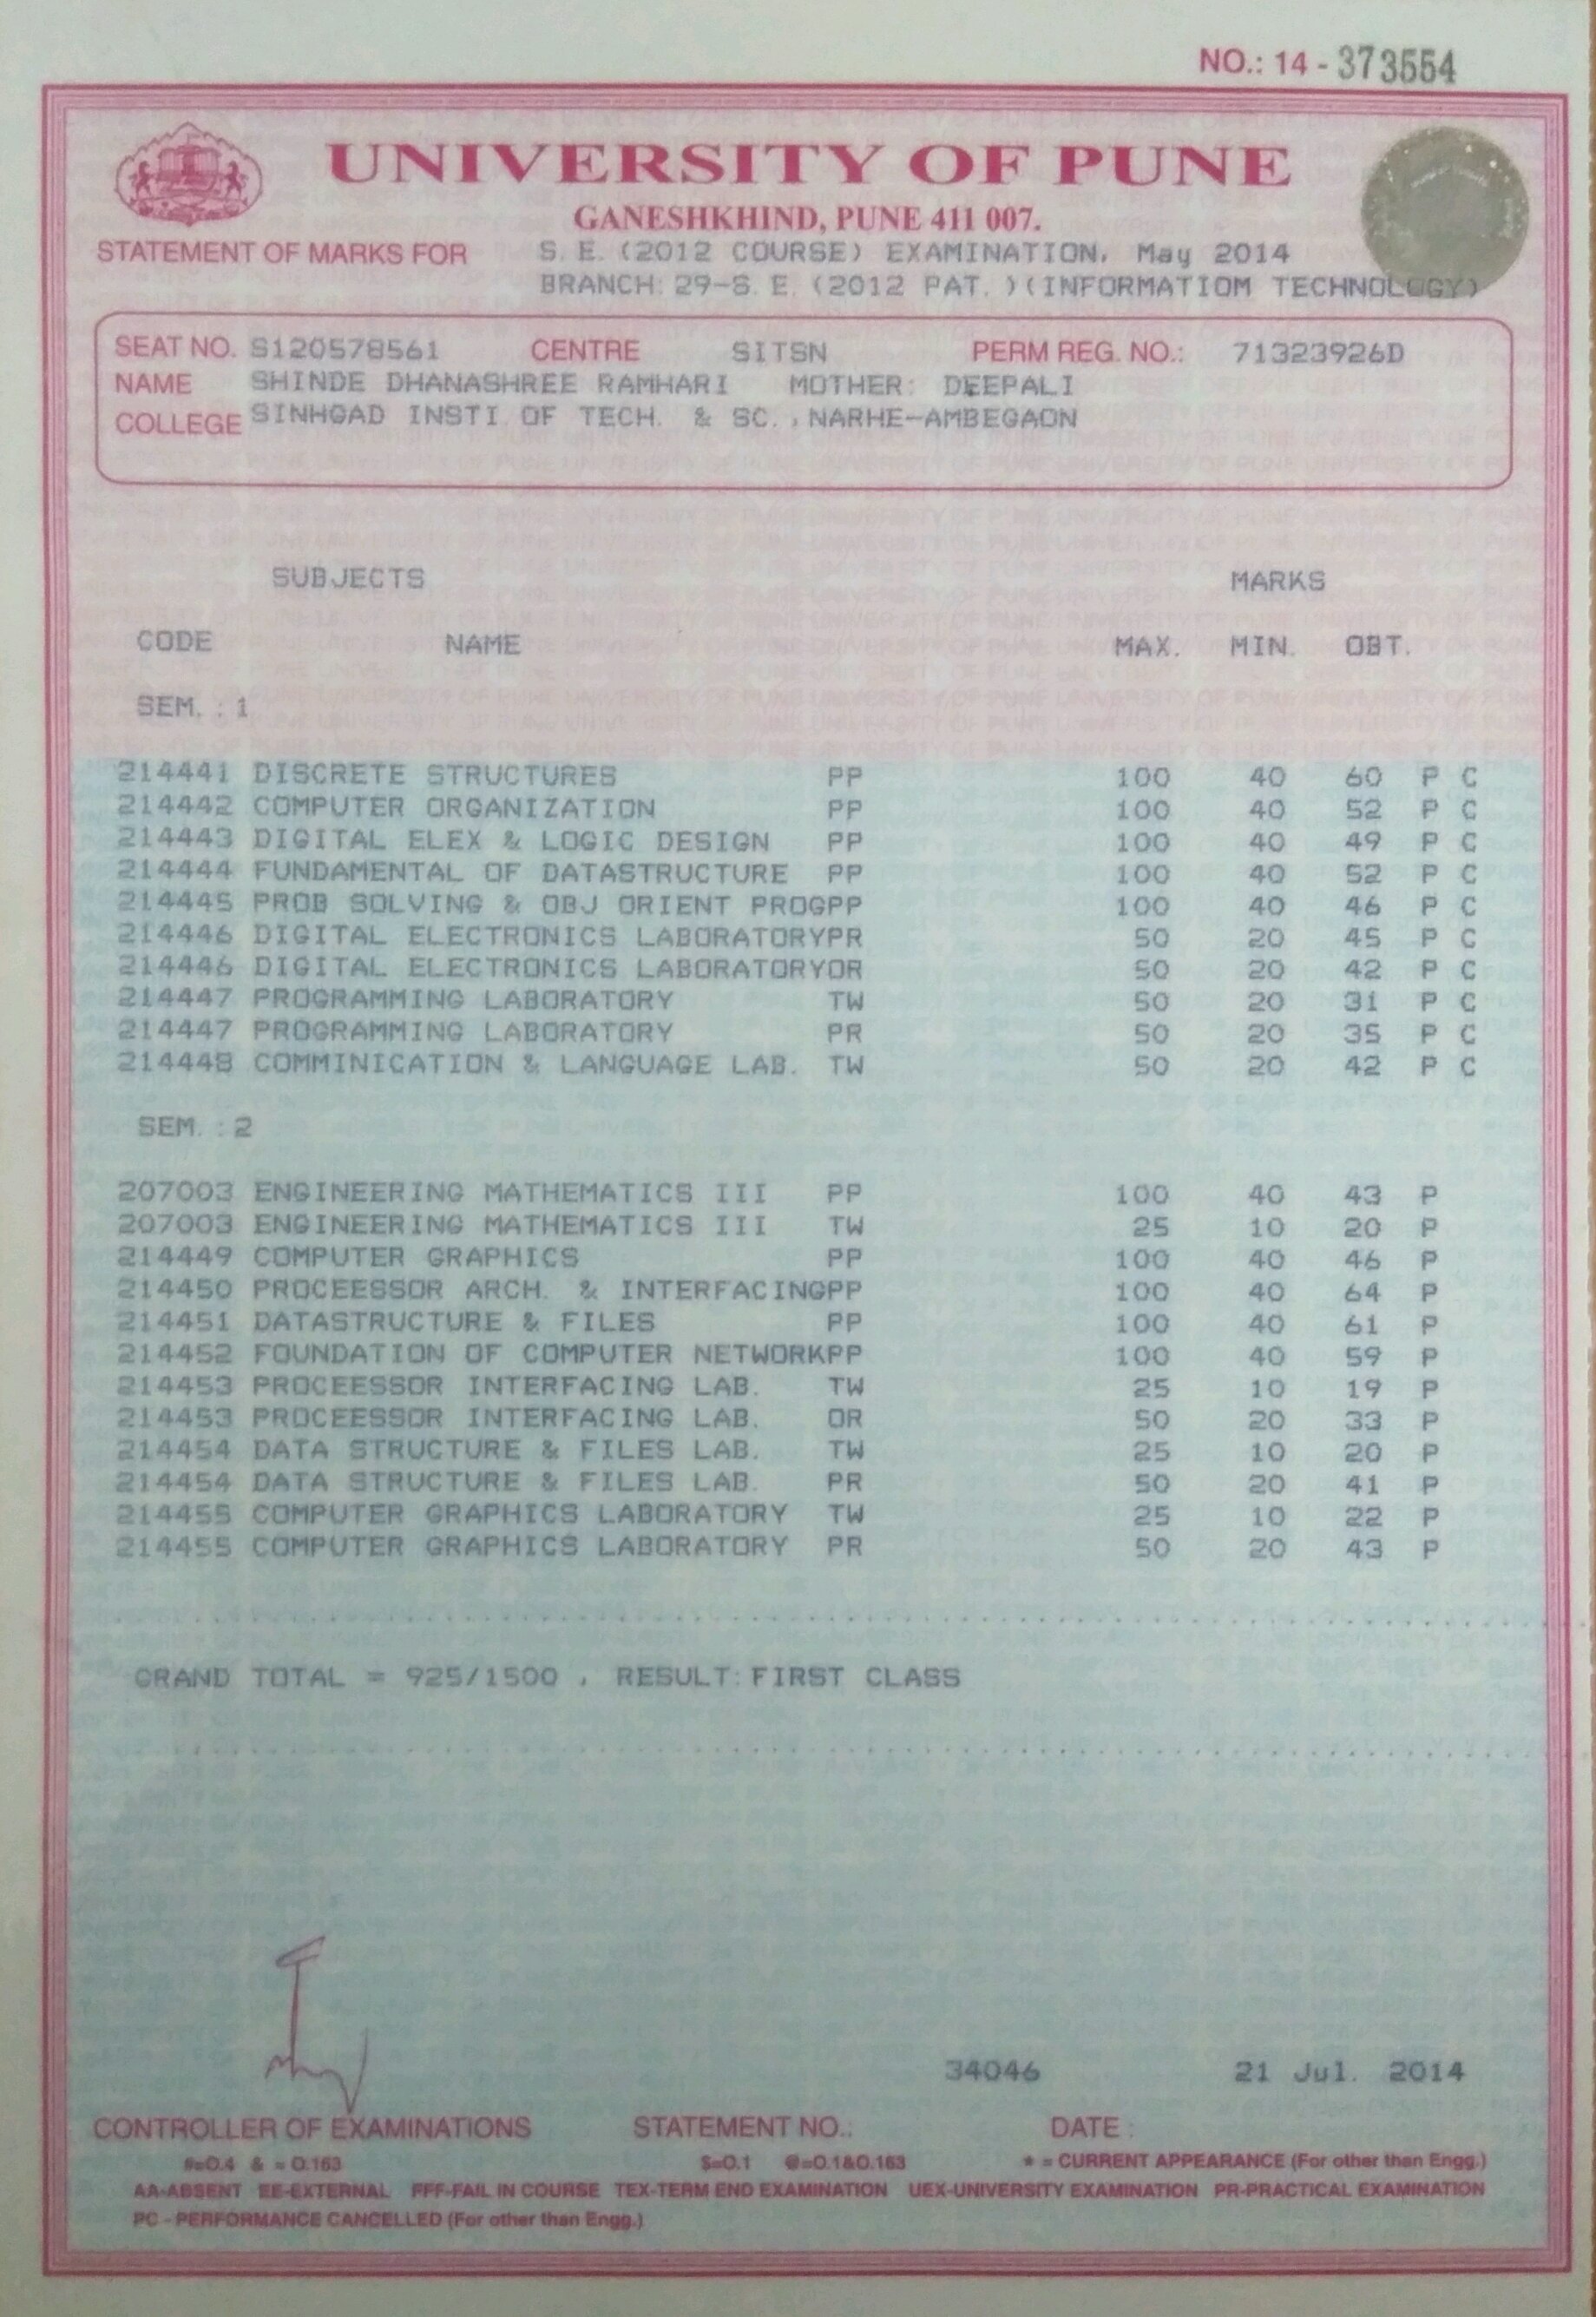 NO.: 14 - 373554
UNIVERSITY OF PUNE
GANESHKHIND, PUNE 411 007.
STATEMENT OF MARKS FOR S. E. (2012 COURSE) EXAMINATION, May 2014
BRANCH: 29-S. E. (2012 PAT. )(INFORMATIOM TECHNOLOGY)
SEAT NO. S120578561 CENTRE SITSN PERM REG. NO.: 71323926D
NAME SHINDE DHANASHREE RAMHARI MOTHER: DEEPALI
COLLEGE SINHGAD INSTI. OF TECH. & SC. , NARHE-AMBEGAON
SUBJECTS MARKS
CODE NAME MAX. MIN. OBT.
SEM. : 1
214441 DISCRETE STRUCTURES PP 100 40 60 P C
214442 COMPUTER ORGANIZATION PP 100 40 52 P C
214443 DIGITAL ELEX & LOGIC DESIGN PP 100 40 49 P C
214444 FUNDAMENTAL OF DATASTRUCTURE PP 100 40 52 P C
214445 PROB SOLVING & OBJ ORIENT PROGPP 100 40 46 P C
214446 DIGITAL ELECTRONICS LABORATORYPR 50 20 45 P C
214446 DIGITAL ELECTRONICS LABORATORYOR 50 20 42 P C
214447 PROGRAMMING LABORATORY TW 50 20 31 P C
214447 PROGRAMMING LABORATORY PR 50 20 35 P C
214448 COMMINICATION & LANGUAGE LAB. TW 50 20 42 P C
SEM. : 2
207003 ENGINEERING MATHEMATICS III PP 100 40 43 P
207003 ENGINEERING MATHEMATICS III TW 25 10 20 P
214449 COMPUTER GRAPHICS PP 100 40 46 P
214450 PROCEESSOR ARCH. & INTERFACINGPP 100 40 64 P
214451 DATASTRUCTURE & FILES PP 100 40 61 P
214452 FOUNDATION OF COMPUTER NETWORKPP 100 40 59 P
214453 PROCEESSOR INTERFACING LAB. TW 25 10 19 P
214453 PROCEESSOR INTERFACING LAB. OR 50 20 33 P
214454 DATA STRUCTURE & FILES LAB. TW 25 10 20 P
214454 DATA STRUCTURE & FILES LAB. PR 50 20 41 P
214455 COMPUTER GRAPHICS LABORATORY TW 25 10 22 P
214455 COMPUTER GRAPHICS LABORATORY PR 50 20 43 P
GRAND TOTAL = 925/1500 , RESULT: FIRST CLASS
34046 21 Jul. 2014
CONTROLLER OF EXAMINATIONS STATEMENT NO.: DATE :
#=0.4 & = 0.163 $=0.1 @=0.1&0.163 * = CURRENT APPEARANCE (For other than Engg.)
AA-ABSENT EE-EXTERNAL FFF-FAIL IN COURSE TEX-TERM END EXAMINATION UEX-UNIVERSITY EXAMINATION PR-PRACTICAL EXAMINATION
PC - PERFORMANCE CANCELLED (For other than Engg.)